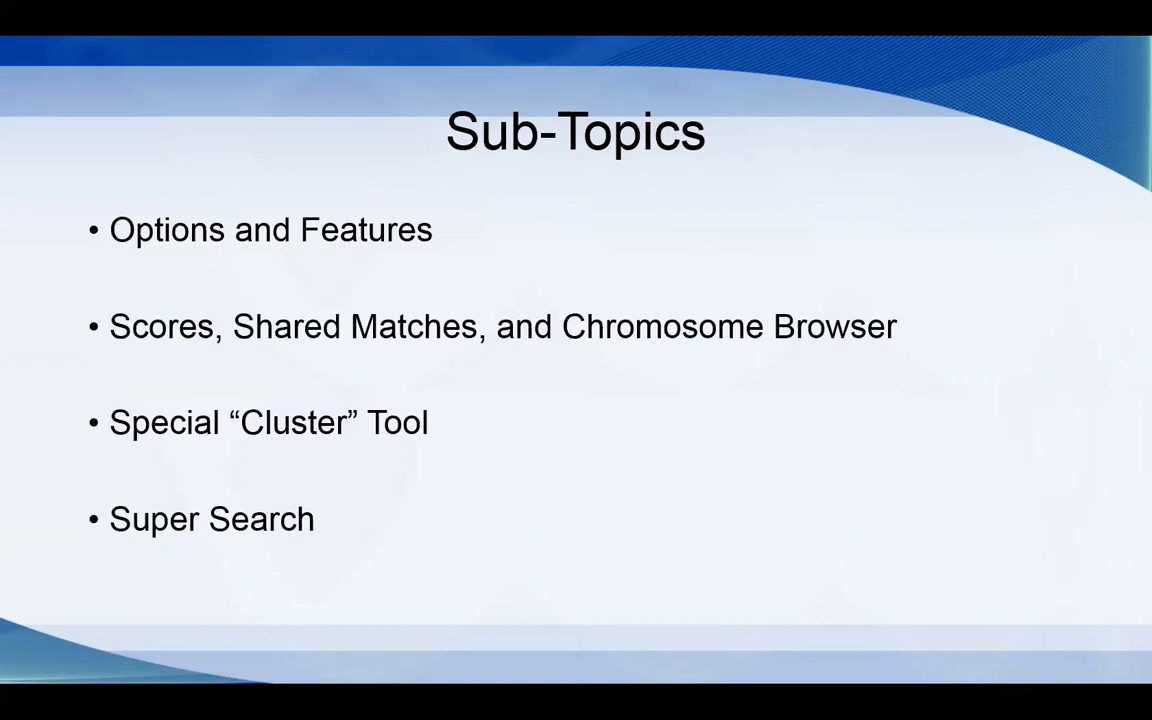 Sub-Topics
• Options and Features
• Scores, Shared Matches, and Chromosome Browser
• Special “Cluster” Tool
• Super Search